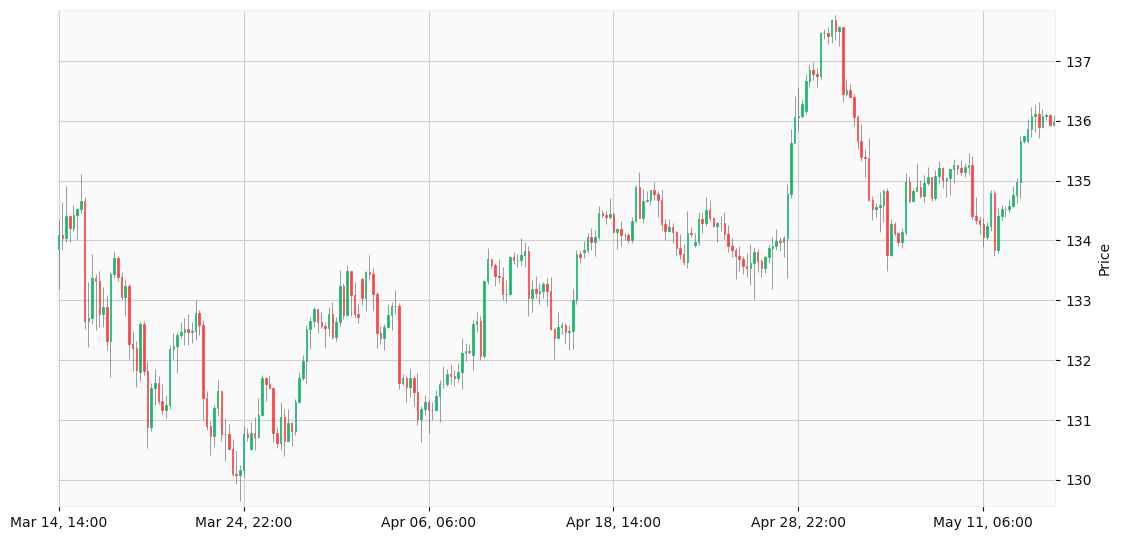 137
136
135
134
133
132
131
130
Price
Mar 14, 14:00
Mar 24, 22:00
Apr 06, 06:00
Apr 18, 14:00
Apr 28, 22:00
May 11, 06:00